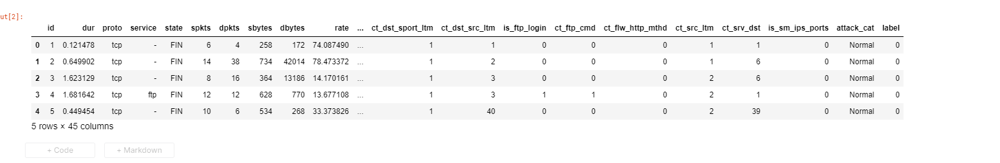 ut[2]:
id dur proto service state spkts dpkts sbytes dbytes rate ... ct_dst_sport_ltm ct_dst_src_ltm is_ftp_login ct_ftp_cmd ct_flw_http_mthd ct_src_ltm ct_srv_dst is_sm_ips_ports attack_cat label
0 1 0.121478 tcp - FIN 6 4 258 172 74.087490 ... 1 1 0 0 0 1 1 0 Normal 0
1 2 0.649902 tcp - FIN 14 38 734 42014 78.473372 ... 1 2 0 0 0 1 6 0 Normal 0
2 3 1.623129 tcp - FIN 8 16 364 13186 14.170161 ... 1 3 0 0 0 2 6 0 Normal 0
3 4 1.681642 tcp ftp FIN 12 12 628 770 13.677108 ... 1 3 1 1 0 2 1 0 Normal 0
4 5 0.449454 tcp - FIN 10 6 534 268 33.373826 ... 1 40 0 0 0 2 39 0 Normal 0
5 rows × 45 columns
+ Code + Markdown